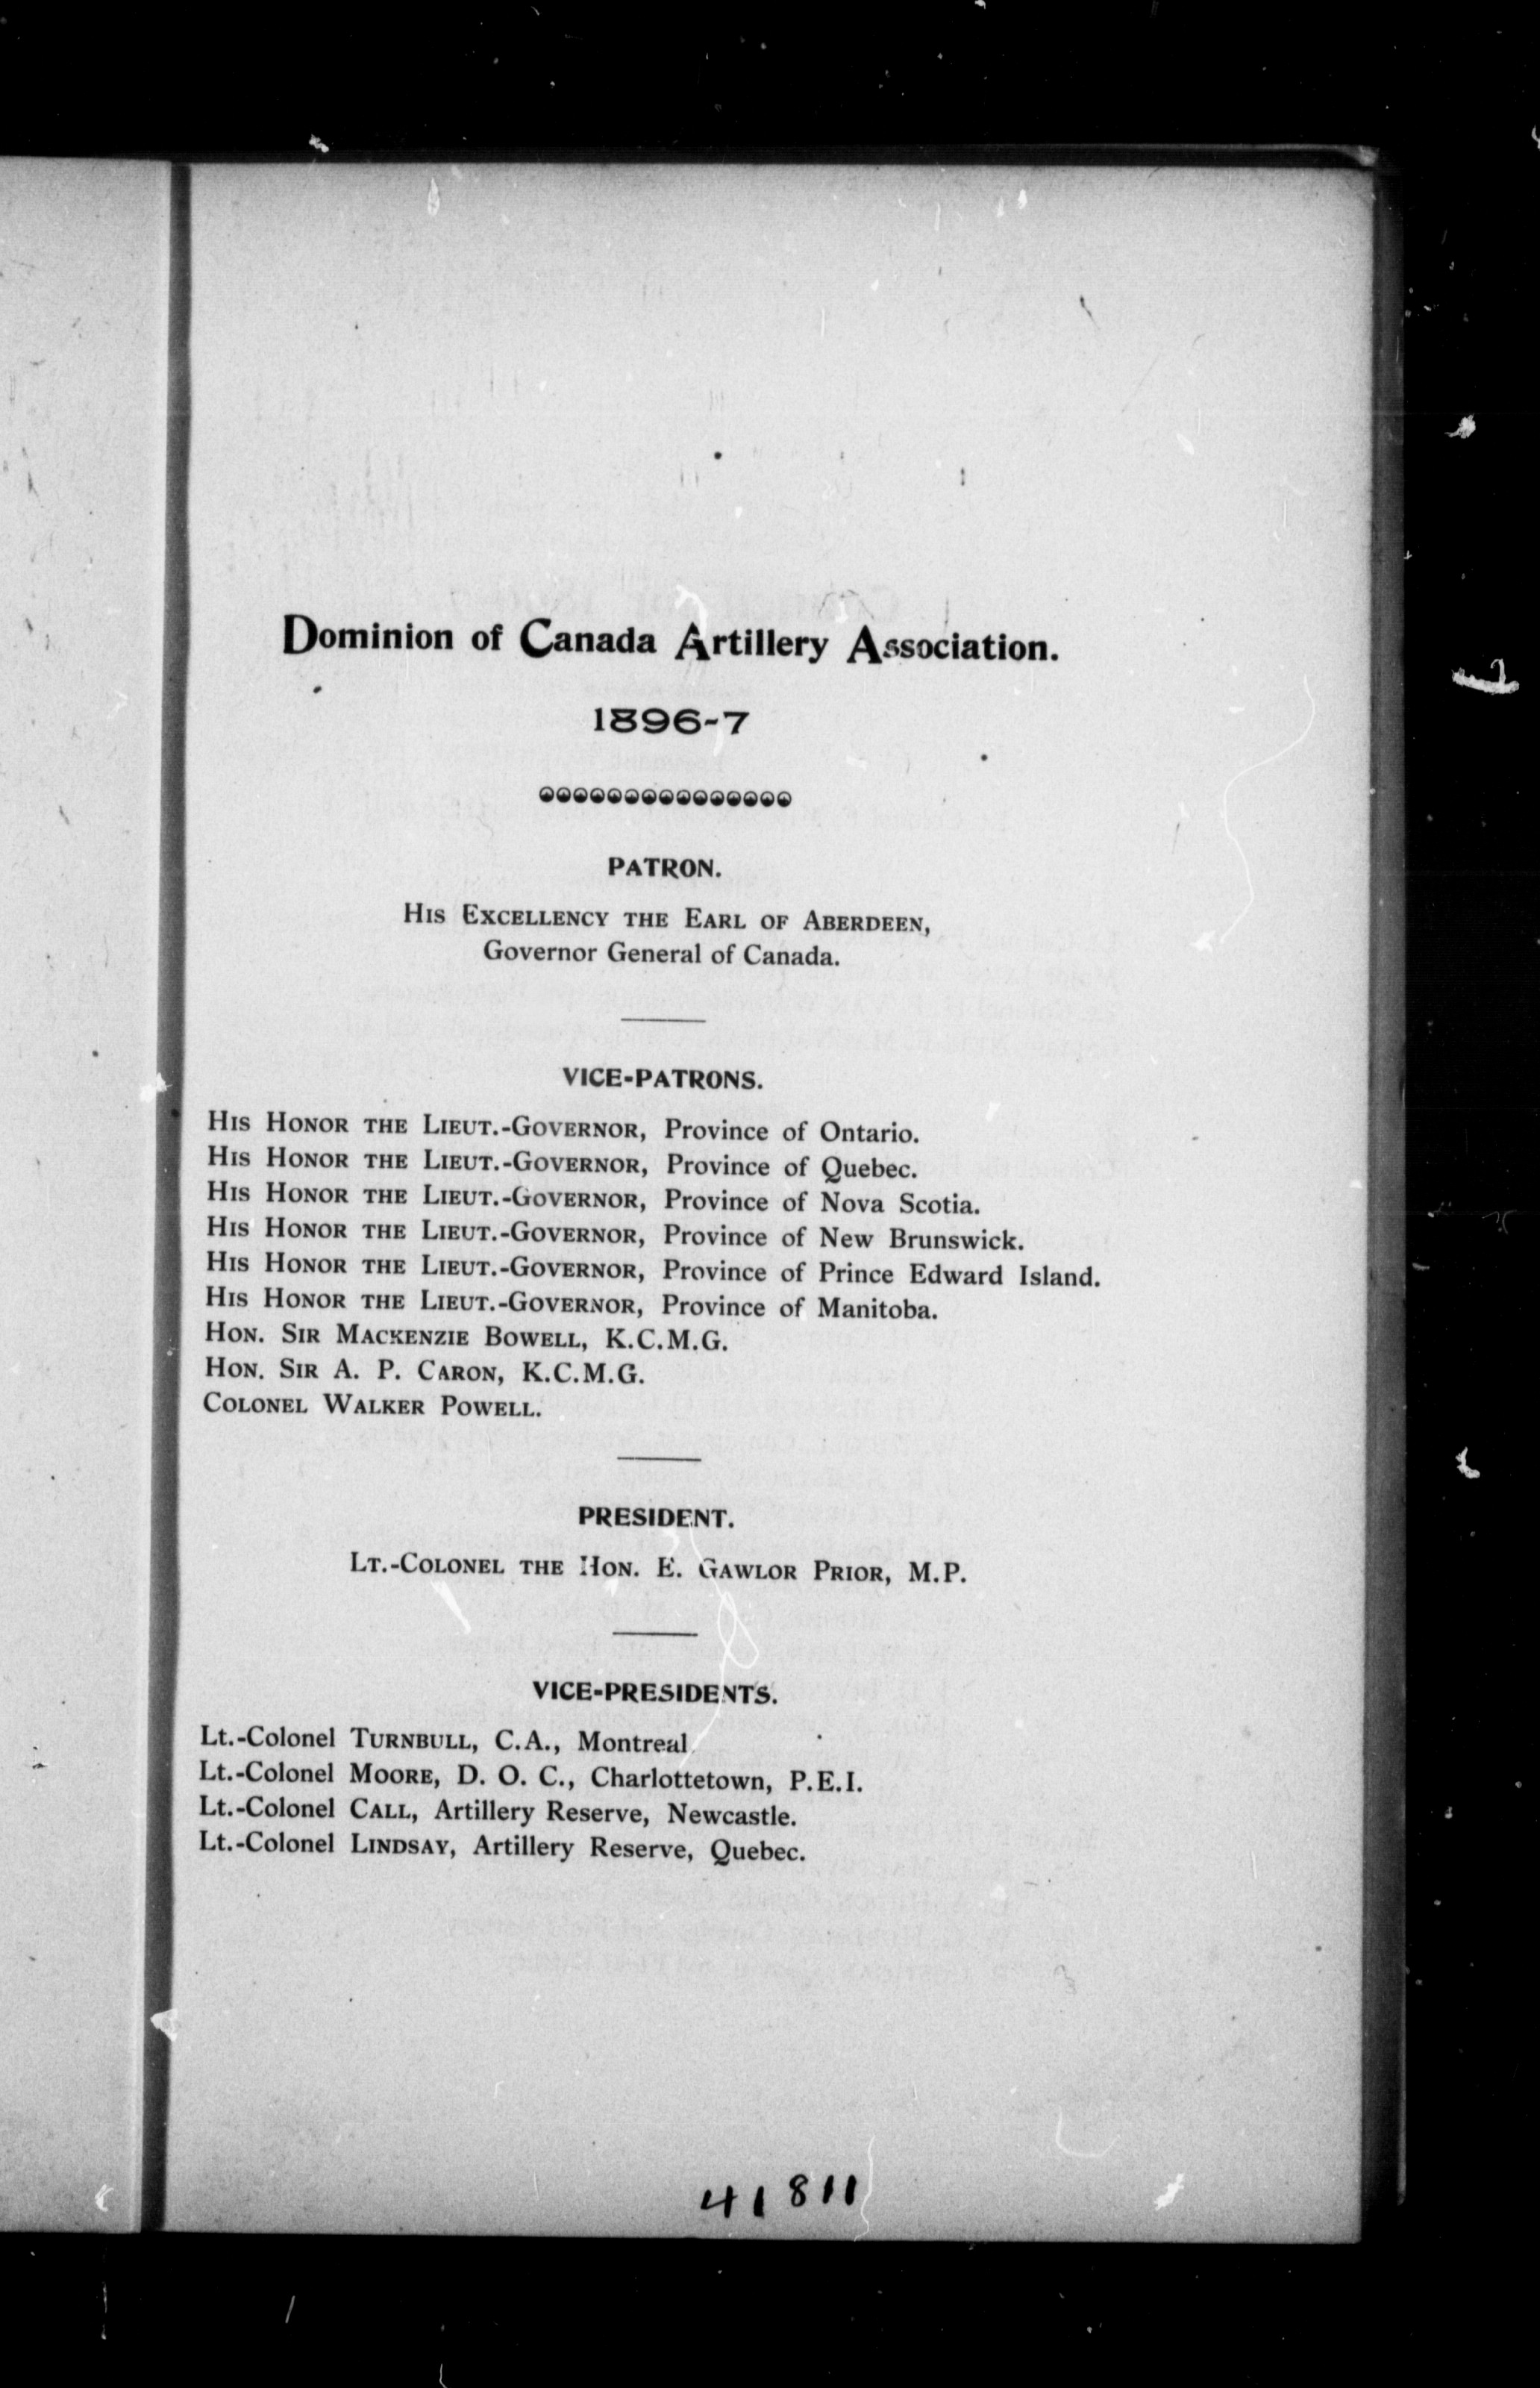 Dominion of Canada Artillery Association.
1896-7
PATRON.
HIS EXCELLENCY THE EARL OF ABERDEEN,
Governor General of Canada.
VICE-PATRONS.
HIS HONOR THE LIEUT.-GOVERNOR, Province of Ontario.
HIS HONOR THE LIEUT.-GOVERNOR, Province of Quebec.
HIS HONOR THE LIEUT.-GOVERNOR, Province of Nova Scotia.
HIS HONOR THE LIEUT.-GOVERNOR, Province of New Brunswick.
HIS HONOR THE LIEUT.-GOVERNOR, Province of Prince Edward Island.
HIS HONOR THE LIEUT.-GOVERNOR, Province of Manitoba.
HON. SIR MACKENZIE BOWELL, K.C.M.G.
HON. SIR A. P. CARON, K.C.M.G.
COLONEL WALKER POWELL.
PRESIDENT.
LT.-COLONEL THE HON. E. GAWLOR PRIOR, M.P.
VICE-PRESIDENTS.
Lt.-Colonel TURNBULL, C.A., Montreal
Lt.-Colonel MOORE, D. O. C., Charlottetown, P.E.I.
Lt.-Colonel CALL, Artillery Reserve, Newcastle.
Lt.-Colonel LINDSAY, Artillery Reserve, Quebec.
41811